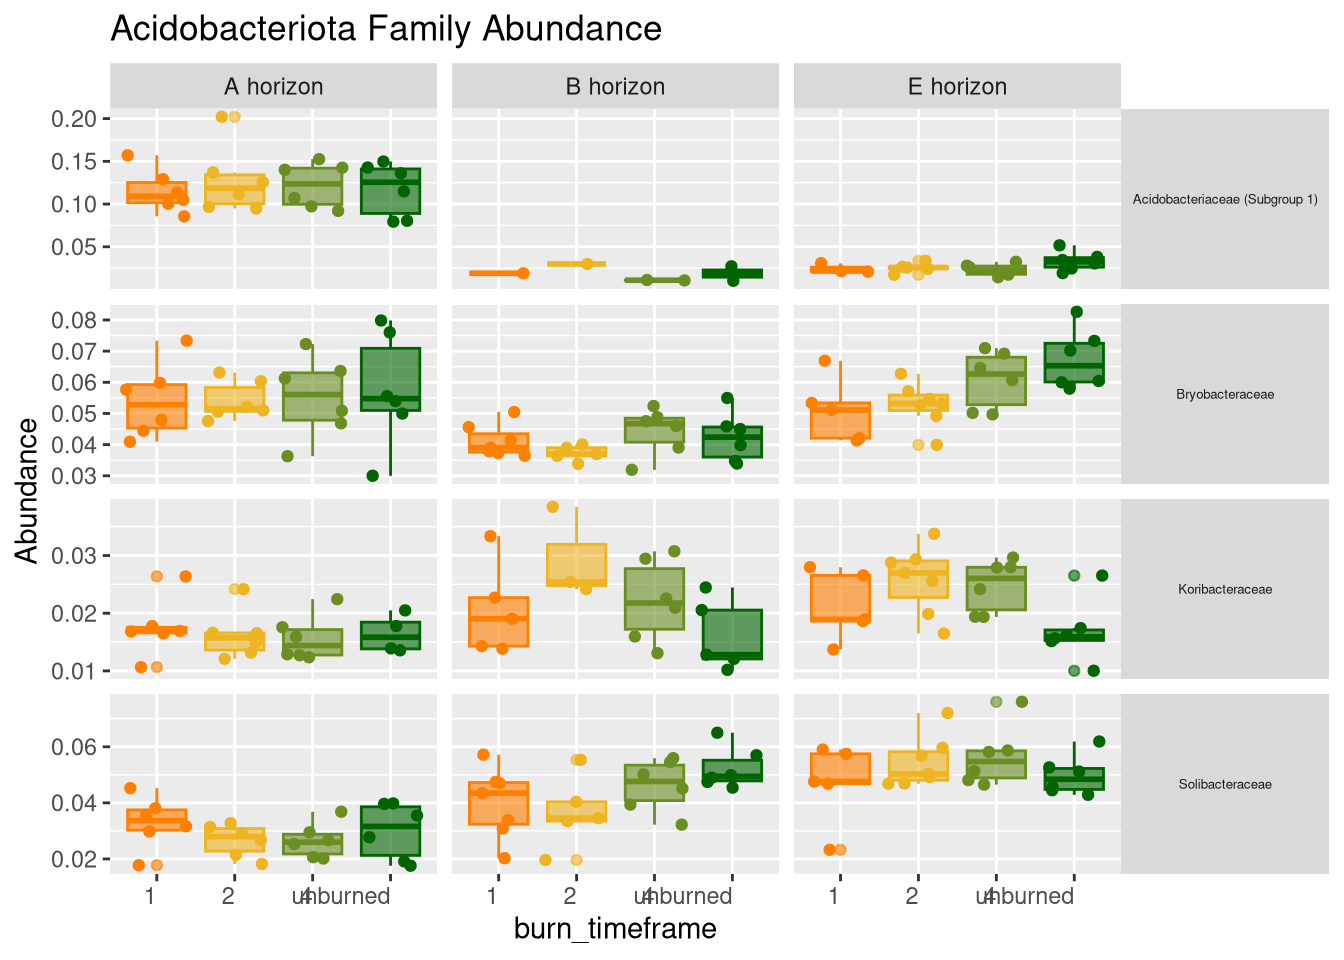 Acidobacteriota Family Abundance
A horizon
B horizon
E horizon
0.20
0.15
0.10
0.05
Acidobacteriaceae (Subgroup 1)
0.08
0.07
0.06
0.05
0.04
0.03
Bryobacteraceae
Abundance
0.03
0.02
0.01
Koribacteraceae
0.06
0.04
0.02
Solibacteraceae
1 2 4 unburned
1 2 4 unburned
1 2 4 unburned
burn_timeframe